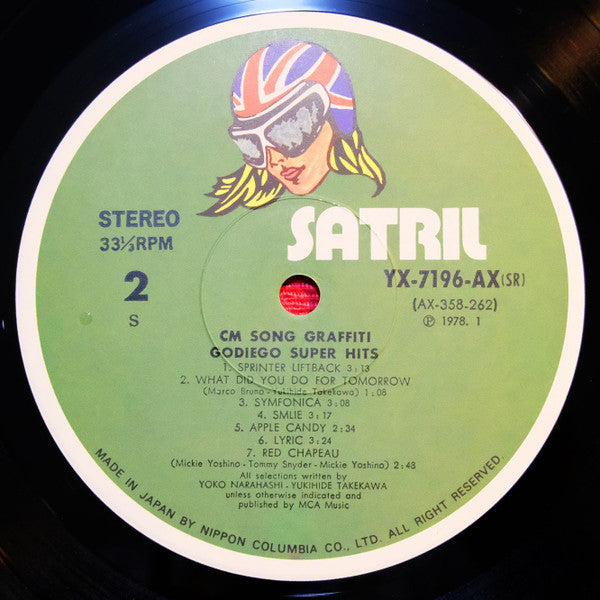 SATRIL
STEREO
33⅓RPM
YX-7196-AX(SR)
2
(AX-358-262)
S
Ⓟ 1978. 1
CM SONG GRAFFITI
GODIEGO SUPER HITS
1. SPRINTER LIFTBACK 3:13
2. WHAT DID YOU DO FOR TOMORROW
(Marco Bruno-Yukihide Takekawa) 1:08
3. SYMFONICA 3:08
4. SMLIE 3:17
5. APPLE CANDY 2:34
6. LYRIC 3:24
7. RED CHAPEAU
(Mickie Yoshino-Tommy Snyder-Mickie Yoshino) 2:48
All selections written by
YOKO NARAHASHI-YUKIHIDE TAKEKAWA
unless otherwise indicated and
published by MCA Music
MADE IN JAPAN BY NIPPON COLUMBIA CO., LTD. ALL RIGHT RESERVED.